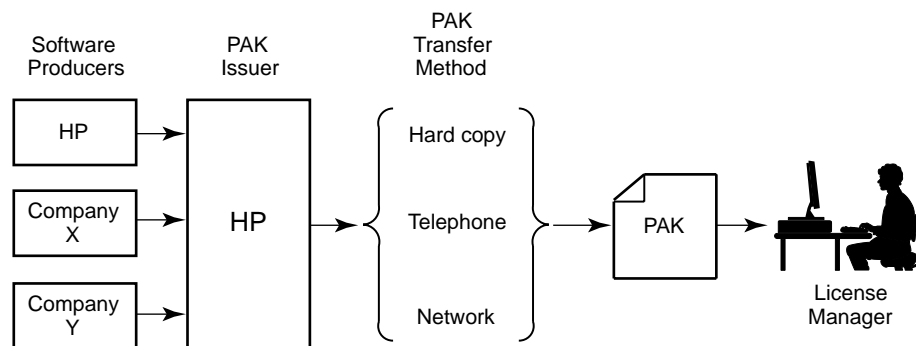 Software
Producers
PAK
Issuer
PAK
Transfer
Method
HP
Company
X
Company
Y
HP
Hard copy
Telephone
Network
PAK
License
Manager